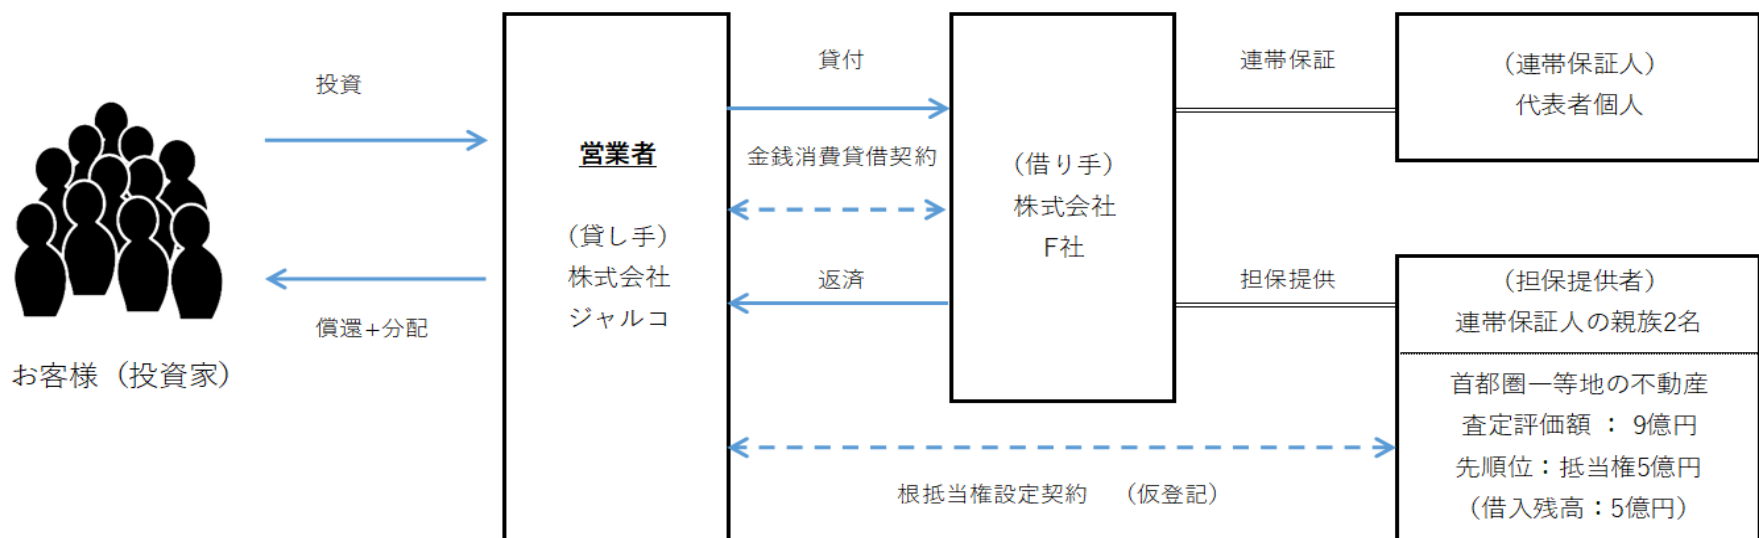 投資
償還+分配
お客様（投資家）
営業者
（貸し手）
株式会社
ジャルコ
貸付
金銭消費貸借契約
返済
（借り手）
株式会社
F社
連帯保証
（連帯保証人）
代表者個人
担保提供
（担保提供者）
連帯保証人の親族2名
首都圏一等地の不動産
査定評価額 ： 9億円
先順位：抵当権5億円
（借入残高：5億円）
根抵当権設定契約 （仮登記）